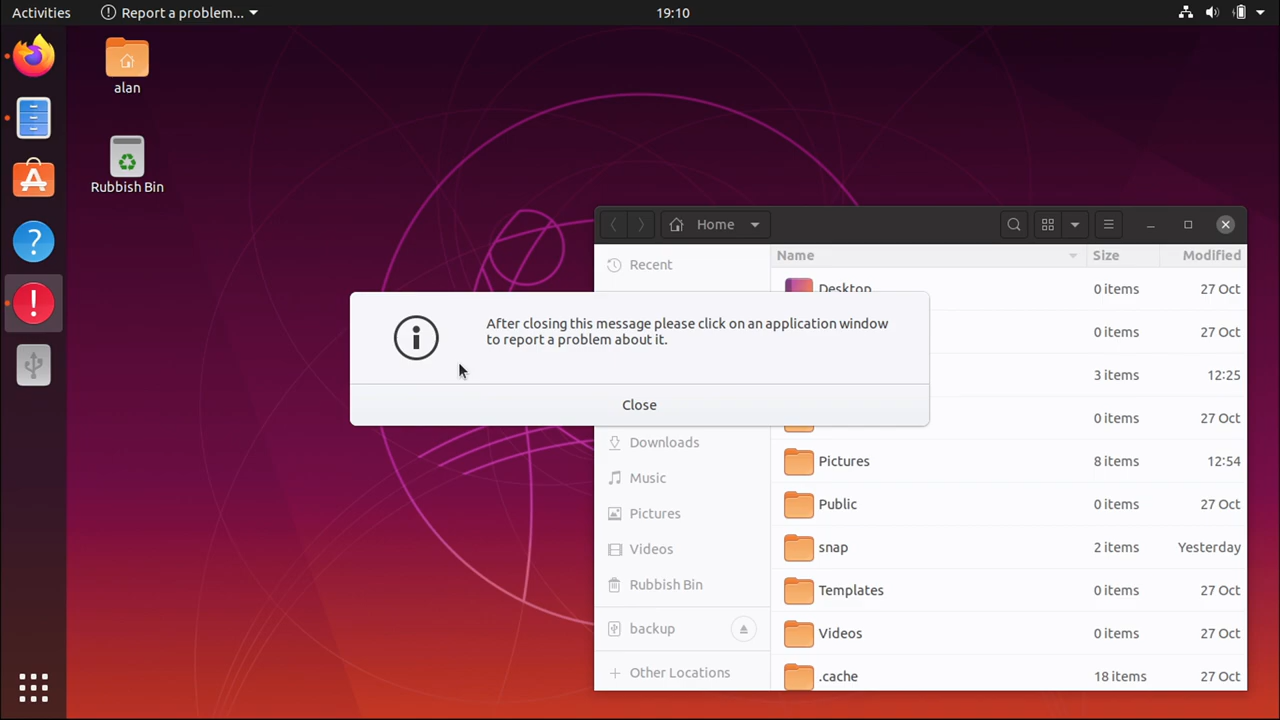 Activities
Report a problem...
19:10
alan
Rubbish Bin
Home
Name
Size
Modified
Recent
Desktop
0 items
27 Oct
After closing this message please click on an application window
to report a problem about it.
Close
0 items
27 Oct
3 items
12:25
0 items
27 Oct
Downloads
Music
Pictures
Videos
Rubbish Bin
backup
Other Locations
Pictures
8 items
12:54
Public
0 items
27 Oct
snap
2 items
Yesterday
Templates
0 items
27 Oct
Videos
0 items
27 Oct
.cache
18 items
27 Oct